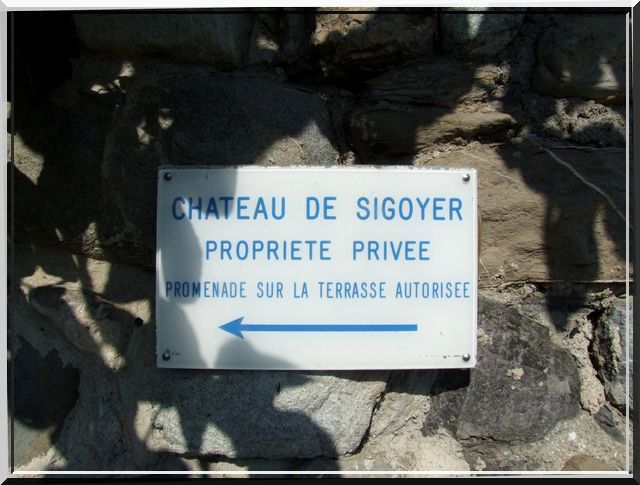 CHATEAU DE SIGOYER
PROPRIETE PRIVEE
PROMENADE SUR LA TERRASSE AUTORISEE